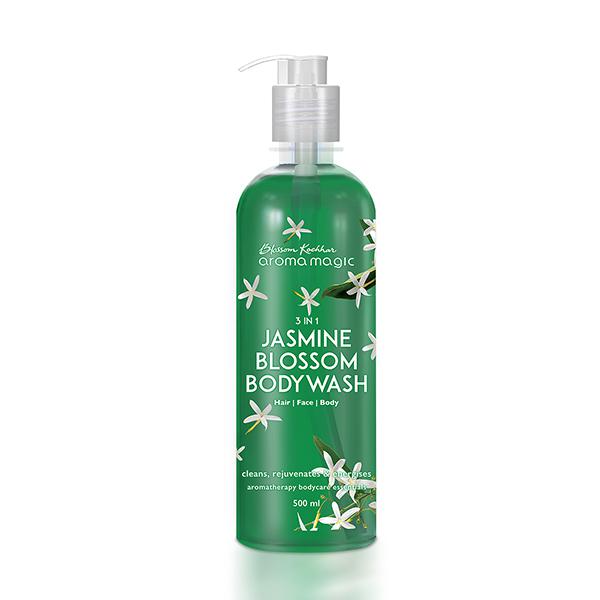 Blossom Kochhar
aroma magic
3 IN 1
JASMINE
BLOSSOM
BODYWASH
Hair | Face | Body
cleans, rejuvenates & energises
aromatherapy bodycare essentials
500 ml